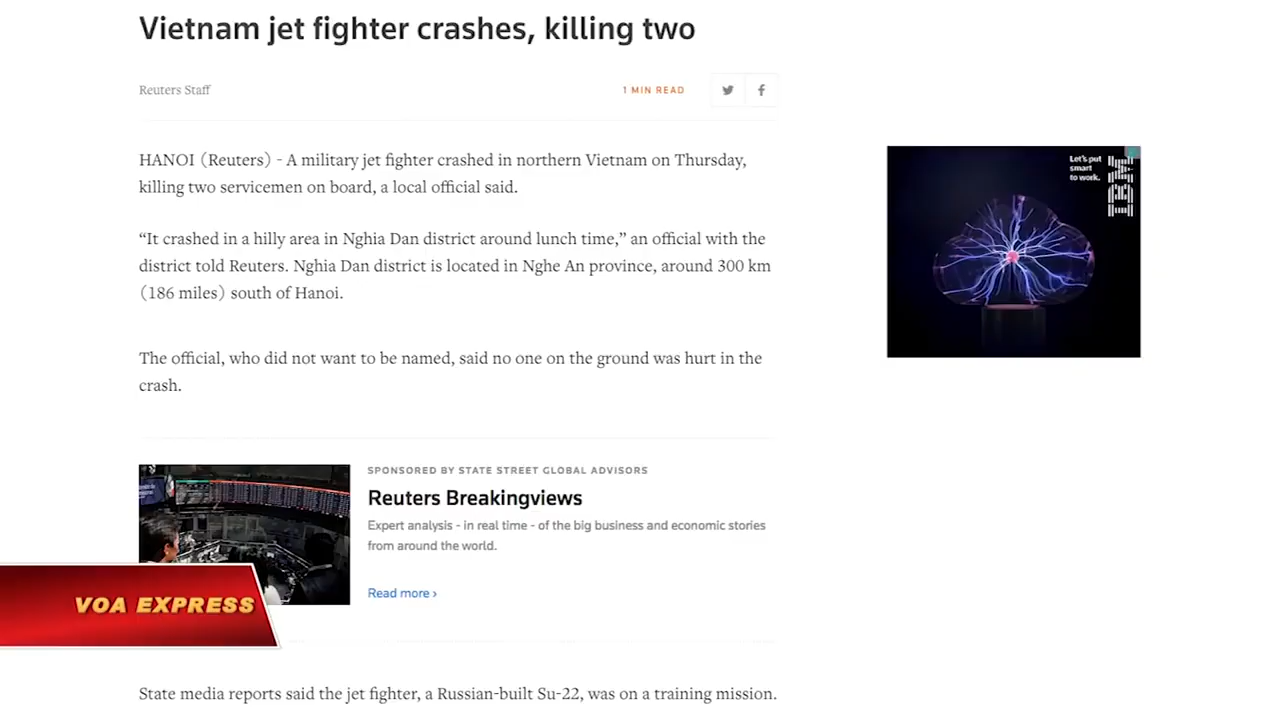 Vietnam jet fighter crashes, killing two
Reuters Staff
1 MIN READ
HANOI (Reuters) - A military jet fighter crashed in northern Vietnam on Thursday,
killing two servicemen on board, a local official said.
“It crashed in a hilly area in Nghia Dan district around lunch time,” an official with the
district told Reuters. Nghia Dan district is located in Nghe An province, around 300 km
(186 miles) south of Hanoi.
The official, who did not want to be named, said no one on the ground was hurt in the
crash.
Let's put
smart
to work.
IBM
SPONSORED BY STATE STREET GLOBAL ADVISORS
Reuters Breakingviews
Expert analysis - in real time - of the big business and economic stories
from around the world.
Read more ›
VOA EXPRESS
State media reports said the jet fighter, a Russian-built Su-22, was on a training mission.